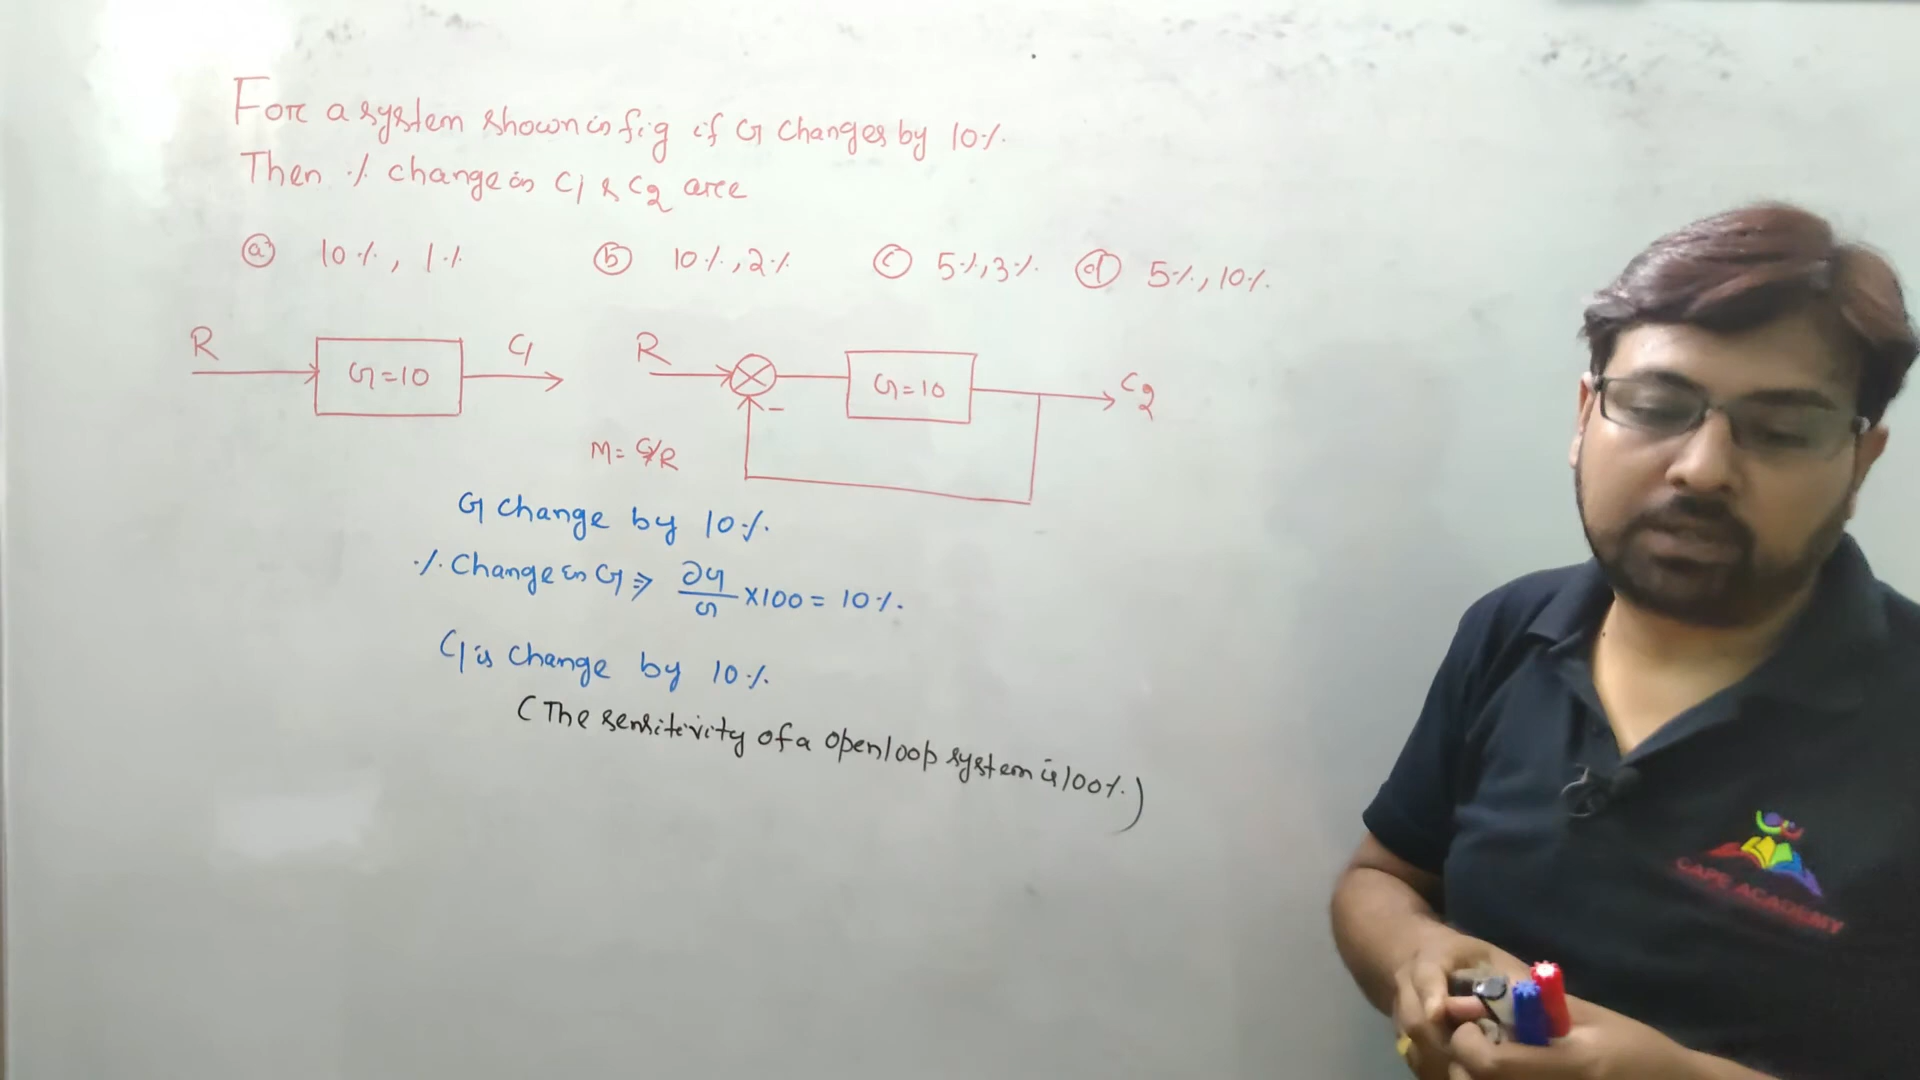 For a system shown in fig if G changes by 10%.
Then % change in C1 & C2 are
(a) 10%, 1%
(b) 10%, 2%
(c) 5%, 3%
(d) 5%, 10%
R
G=10
C1
R
G=10
C2
-
M= C/R
G change by 10%.
% Change in G ⇒ ∂G/G ×100 = 10%.
C1 is change by 10%.
(The sensitivity of a openloop system is 100%.)
CAPE ACADEMY